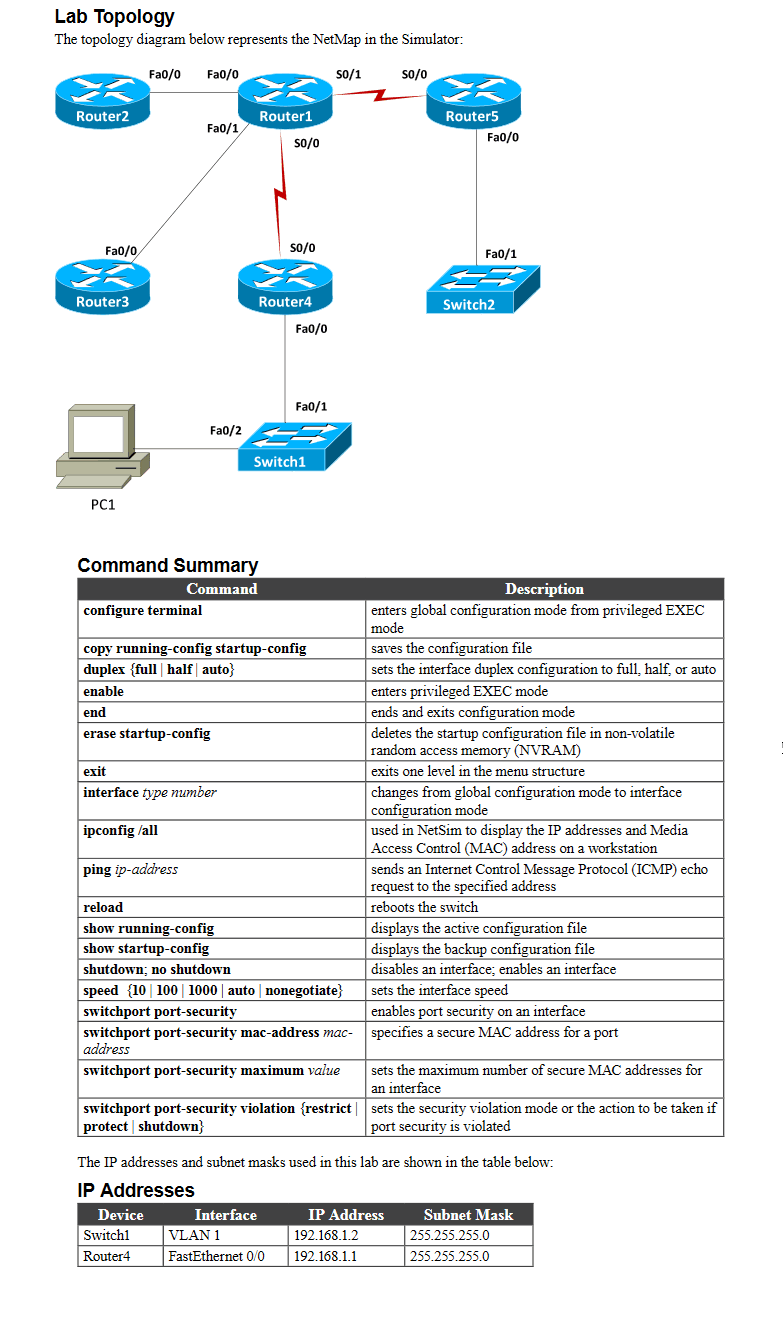 Lab Topology
The topology diagram below represents the NetMap in the Simulator:
Fa0/0 Fa0/0 S0/1 S0/0
Router2 Router1 Router5
Fa0/1 S0/0 Fa0/0
Fa0/0 S0/0 Fa0/1
Router3 Router4 Switch2
Fa0/0
Fa0/1
Fa0/2
Switch1
PC1
Command Summary
Command Description
configure terminal enters global configuration mode from privileged EXEC
mode
copy running-config startup-config saves the configuration file
duplex {full | half | auto} sets the interface duplex configuration to full, half, or auto
enable enters privileged EXEC mode
end ends and exits configuration mode
erase startup-config deletes the startup configuration file in non-volatile
random access memory (NVRAM)
exit exits one level in the menu structure
interface type number changes from global configuration mode to interface
configuration mode
ipconfig /all used in NetSim to display the IP addresses and Media
Access Control (MAC) address on a workstation
ping ip-address sends an Internet Control Message Protocol (ICMP) echo
request to the specified address
reload reboots the switch
show running-config displays the active configuration file
show startup-config displays the backup configuration file
shutdown; no shutdown disables an interface; enables an interface
speed {10 | 100 | 1000 | auto | nonegotiate} sets the interface speed
switchport port-security enables port security on an interface
switchport port-security mac-address mac- specifies a secure MAC address for a port
address
switchport port-security maximum value sets the maximum number of secure MAC addresses for
an interface
switchport port-security violation {restrict | sets the security violation mode or the action to be taken if
protect | shutdown} port security is violated
The IP addresses and subnet masks used in this lab are shown in the table below:
IP Addresses
Device Interface IP Address Subnet Mask
Switch1 VLAN 1 192.168.1.2 255.255.255.0
Router4 FastEthernet 0/0 192.168.1.1 255.255.255.0